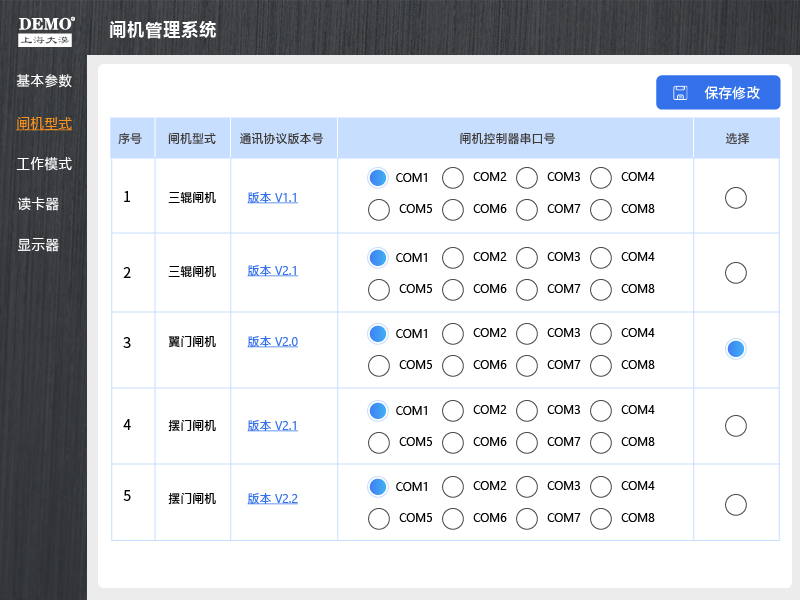 DEMO®
上海大漠
闸机管理系统
基本参数
闸机型式
工作模式
读卡器
显示器
保存修改
序号 闸机型式 通讯协议版本号 闸机控制器串口号 选择
1 三辊闸机 版本 V1.1
COM1 COM2 COM3 COM4
COM5 COM6 COM7 COM8
2 三辊闸机 版本 V2.1
COM1 COM2 COM3 COM4
COM5 COM6 COM7 COM8
3 翼门闸机 版本 V2.0
COM1 COM2 COM3 COM4
COM5 COM6 COM7 COM8
4 摆门闸机 版本 V2.1
COM1 COM2 COM3 COM4
COM5 COM6 COM7 COM8
5 摆门闸机 版本 V2.2
COM1 COM2 COM3 COM4
COM5 COM6 COM7 COM8